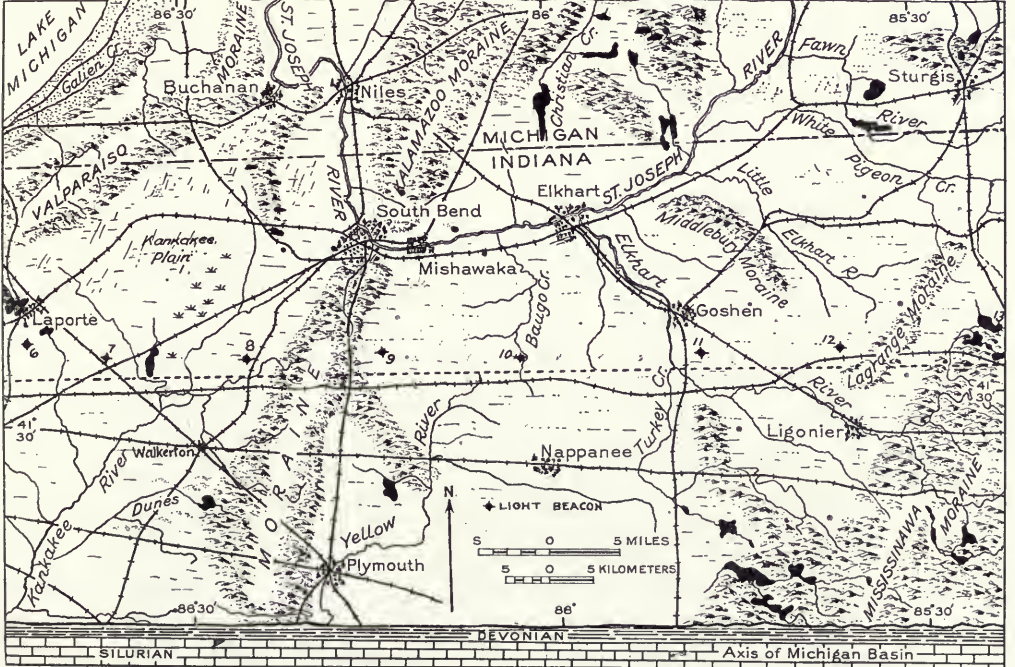 86°30'
86°
85°30'
LAKE MICHIGAN
Galien Cr.
MORAINE
ST. JOSEPH
Buchanan
Niles
KALAMAZOO MORAINE
Christian Cr.
RIVER
Fawn
River
Sturgis
White
Pigeon
Cr.
MICHIGAN
INDIANA
VALPARAISO
RIVER
Elkhart
ST. JOSEPH
Little
Elkhart R.
South Bend
Middlebury Moraine
Kankakee
Plain
Mishawaka
Elkhart
River
Baugo Cr.
Laporte
Goshen
Lagrange Moraine
6
7
8
9
10
11
12
41
30'
41
30'
Walkerton
River
MORAINE
River
Nappanee
Turkey Cr.
Ligonier
Dunes
Kankakee
Yellow
Plymouth
N.
LIGHT BEACON
5 0 5 MILES
5 0 5 KILOMETERS
MISSISSINAWA
MORAINE
86°30'
86°
85°30'
DEVONIAN
SILURIAN
Axis of Michigan Basin